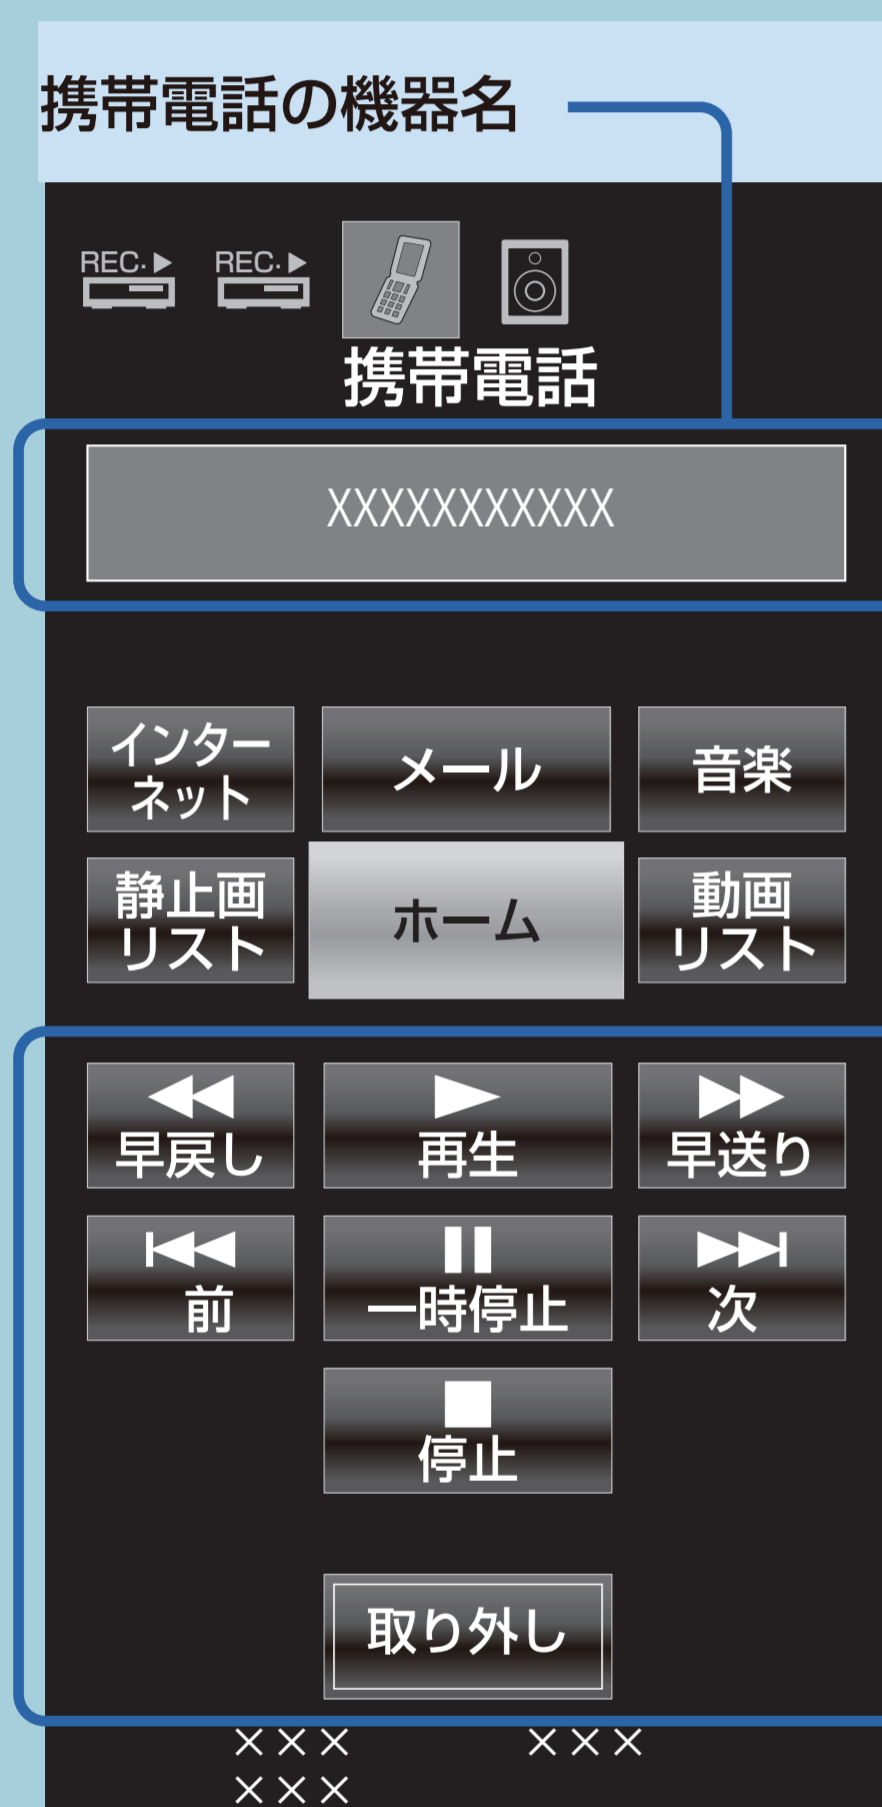 携帯電話の機器名
REC. REC.
携帯電話
XXXXXXXXXXX
インター
ネット
メール
音楽
静止画
リスト
ホーム
動画
リスト
早戻し 再生 早送り
前 一時停止 次
停止
取り外し
××× ×××
×××